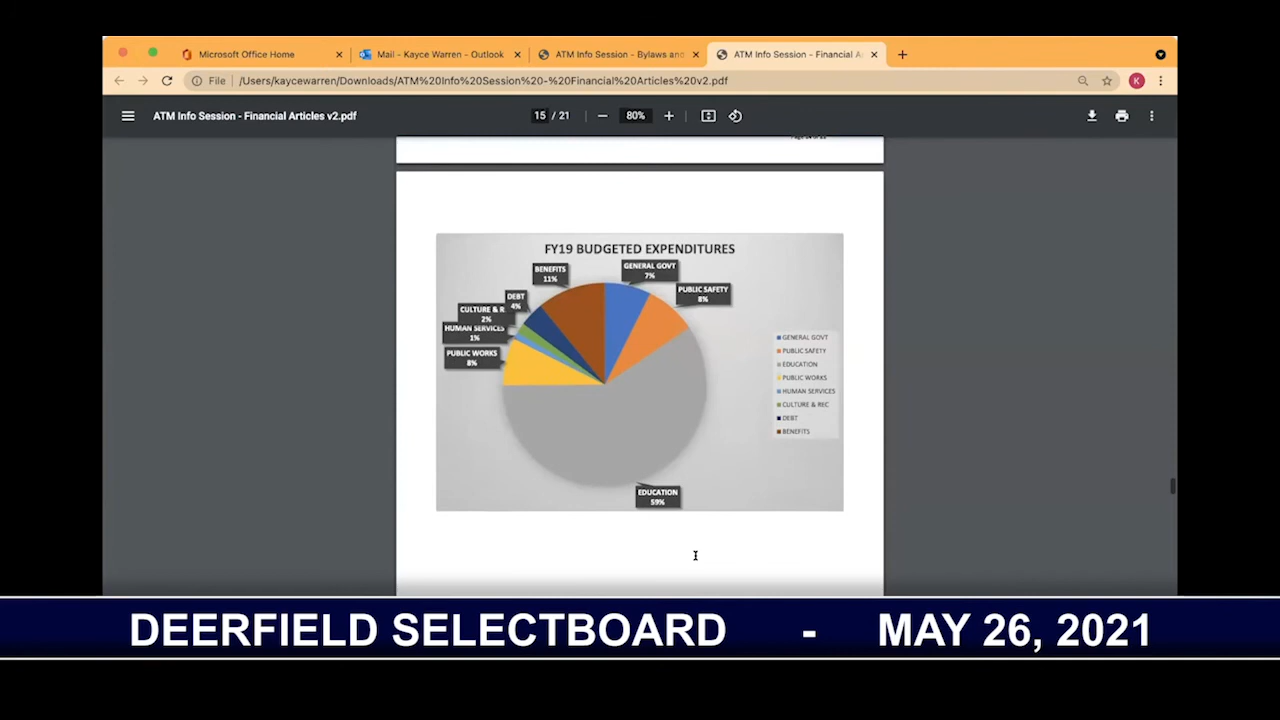 Microsoft Office Home
Mail - Kayce Warren - Outlook
ATM Info Session - Bylaws and
ATM Info Session - Financial A
File
/Users/kaycewarren/Downloads/ATM%20Info%20Session%20-%20Financial%20Articles%20v2.pdf
K
ATM Info Session - Financial Articles v2.pdf
15 / 21
80%
FY19 BUDGETED EXPENDITURES
BENEFITS
11%
GENERAL GOVT
7%
PUBLIC SAFETY
8%
DEBT
4%
CULTURE & R
2%
HUMAN SERVICES
1%
PUBLIC WORKS
8%
EDUCATION
59%
GENERAL GOVT
PUBLIC SAFETY
EDUCATION
PUBLIC WORKS
HUMAN SERVICES
CULTURE & REC
DEBT
BENEFITS
DEERFIELD SELECTBOARD - MAY 26, 2021